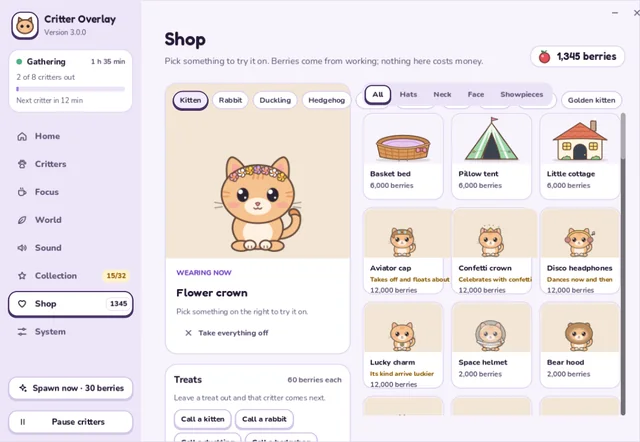 Critter Overlay
Version 3.0.0
Gathering 1 h 35 min
2 of 8 critters out
Next critter in 12 min
Home
Critters
Focus
World
Sound
Collection 15/32
Shop 1345
System
Spawn now · 30 berries
Pause critters
Shop
Pick something to try it on. Berries come from working; nothing here costs money.
1,345 berries
Kitten Rabbit Duckling Hedgehog
WEARING NOW
Flower crown
Pick something on the right to try it on.
Take everything off
Treats 60 berries each
Leave a treat out and that critter comes next.
Call a kitten Call a rabbit
All Hats Neck Face Showpieces
Golden kitten
Basket bed
6,000 berries
Pillow tent
6,000 berries
Little cottage
6,000 berries
Aviator cap
Takes off and floats about
12,000 berries
Confetti crown
Celebrates with confetti
12,000 berries
Disco headphones
Dances now and then
12,000 berries
Lucky charm
Its kind arrive luckier
12,000 berries
Space helmet
2,000 berries
Bear hood
2,000 berries